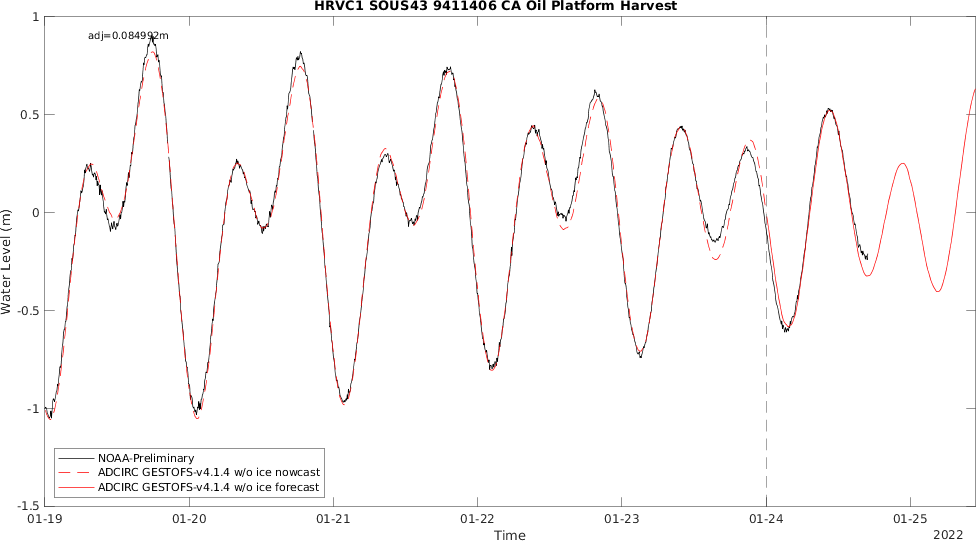 HRVC1 SOUS43 9411406 CA Oil Platform Harvest
adj=0.084992m
1
0.5
0
-0.5
-1
-1.5
Water Level (m)
NOAA-Preliminary
ADCIRC GESTOFS-v4.1.4 w/o ice nowcast
ADCIRC GESTOFS-v4.1.4 w/o ice forecast
01-19 01-20 01-21 01-22 01-23 01-24 01-25
Time
2022